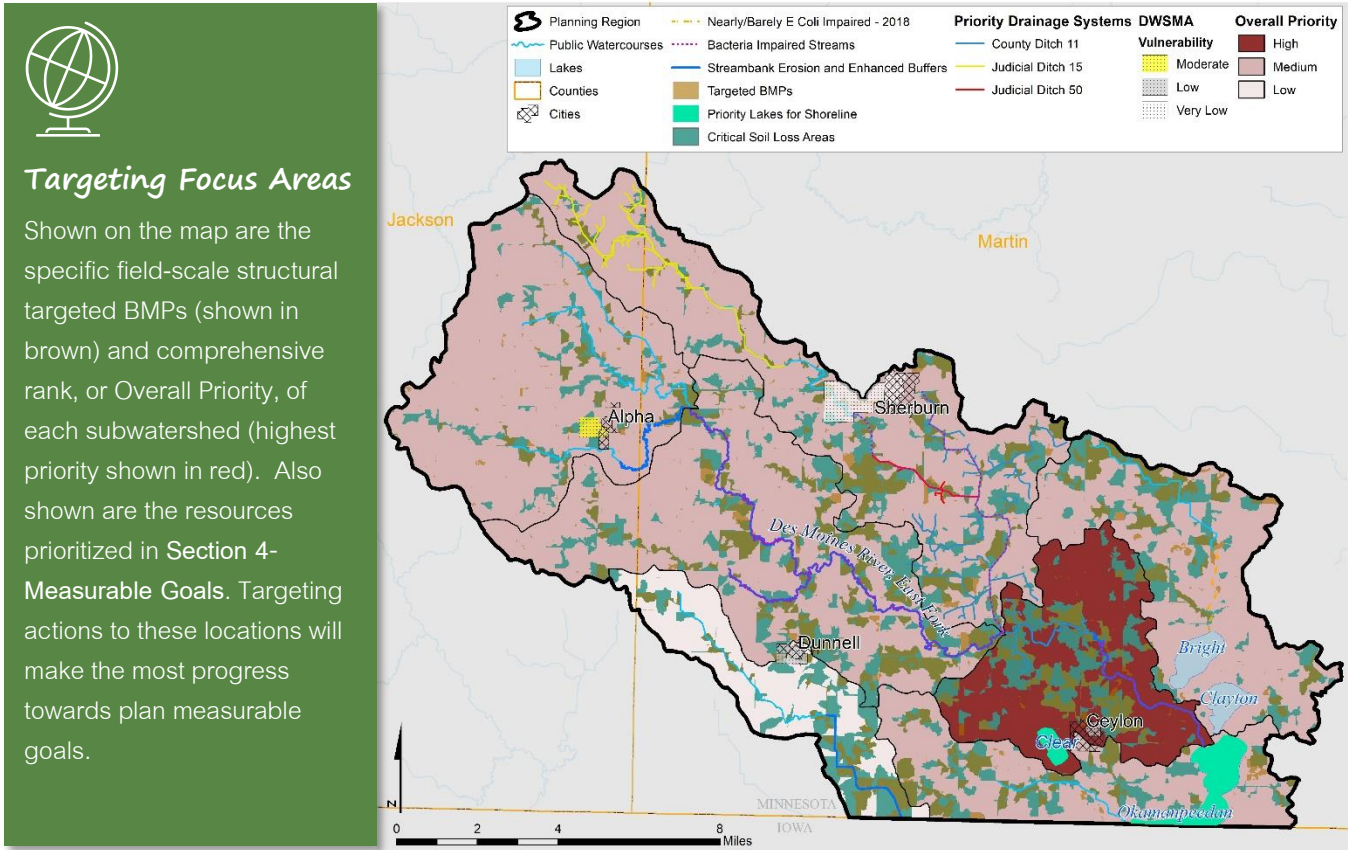 Targeting Focus Areas
Shown on the map are the
specific field-scale structural
targeted BMPs (shown in
brown) and comprehensive
rank, or Overall Priority, of
each subwatershed (highest
priority shown in red).  Also
shown are the resources
prioritized in Section 4-
Measurable Goals. Targeting
actions to these locations will
make the most progress
towards plan measurable
goals.
Planning Region
Public Watercourses
Lakes
Counties
Cities
Nearly/Barely E Coli Impaired - 2018
Bacteria Impaired Streams
Streambank Erosion and Enhanced Buffers
Targeted BMPs
Priority Lakes for Shoreline
Critical Soil Loss Areas
Priority Drainage Systems
County Ditch 11
Judicial Ditch 15
Judicial Ditch 50
DWSMA
Vulnerability
Moderate
Low
Very Low
Overall Priority
High
Medium
Low
Jackson
Martin
Sherburn
Alpha
Des Moines River, East Fork
Dunnell
Bright
Clayton
Ceylon
Clear
Okamanpeedan
MINNESOTA
IOWA
N
0 2 4 8
Miles